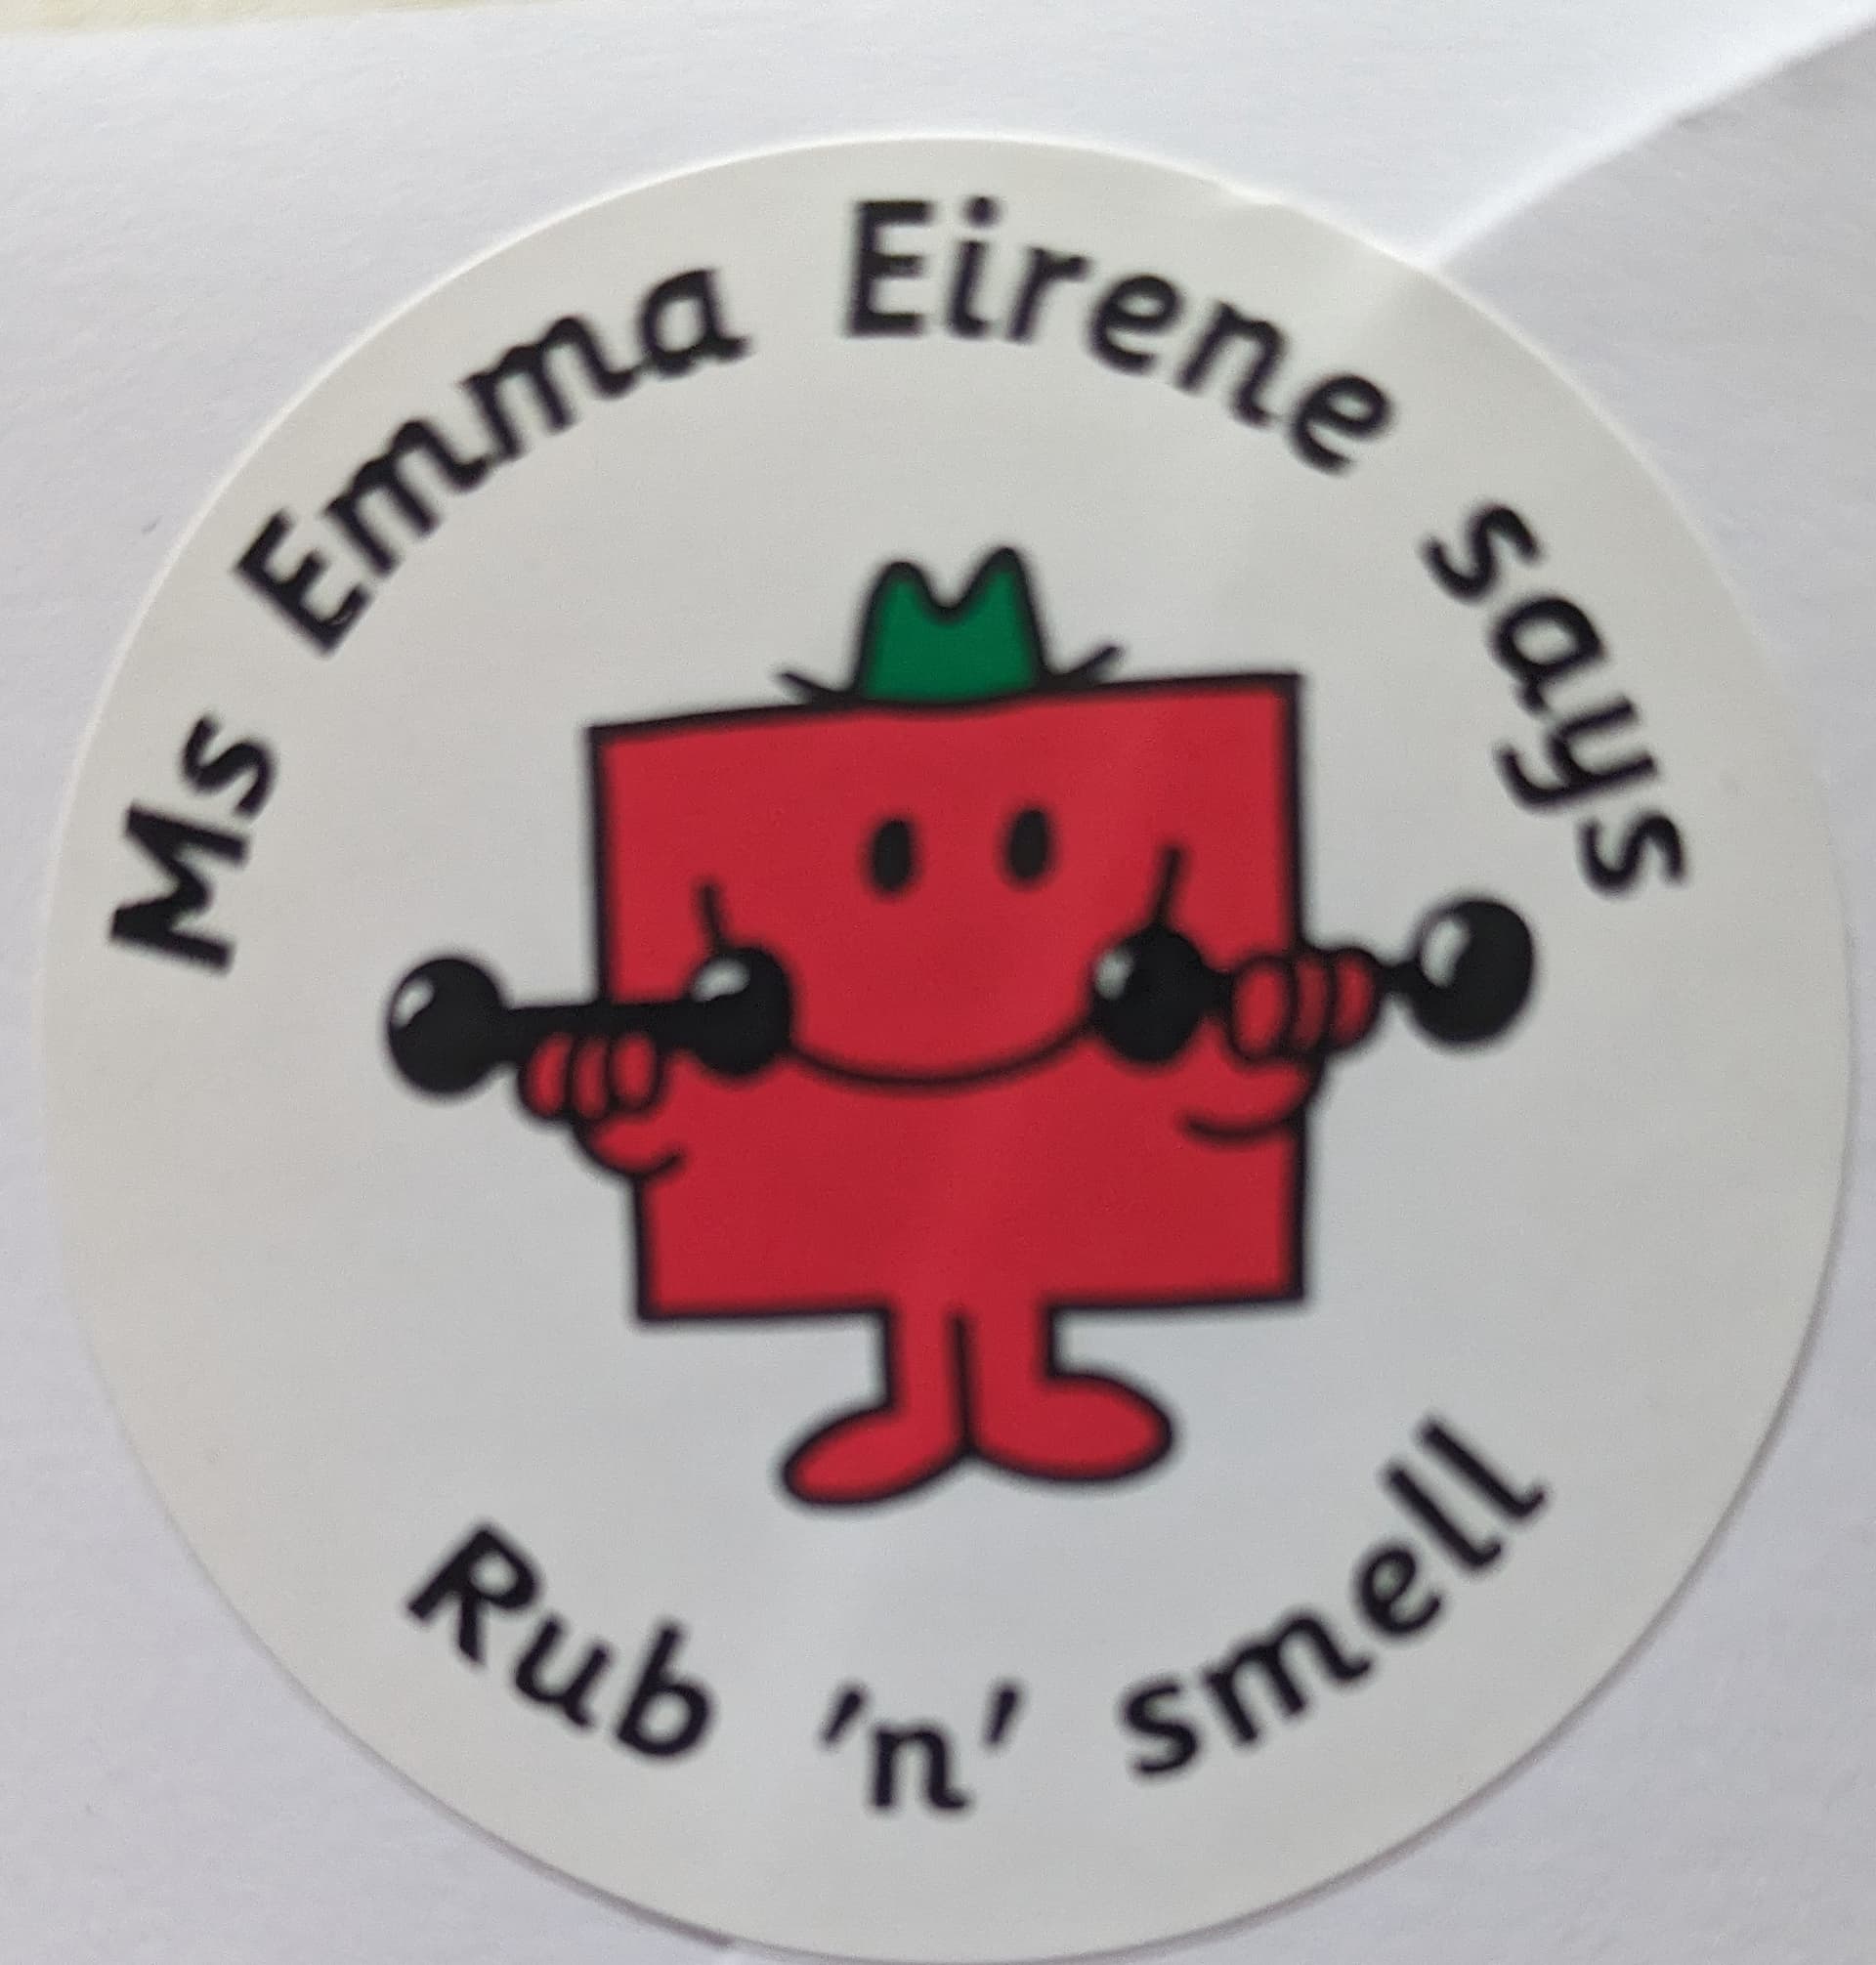 Ms Emma Eirene says
Rub 'n' smell